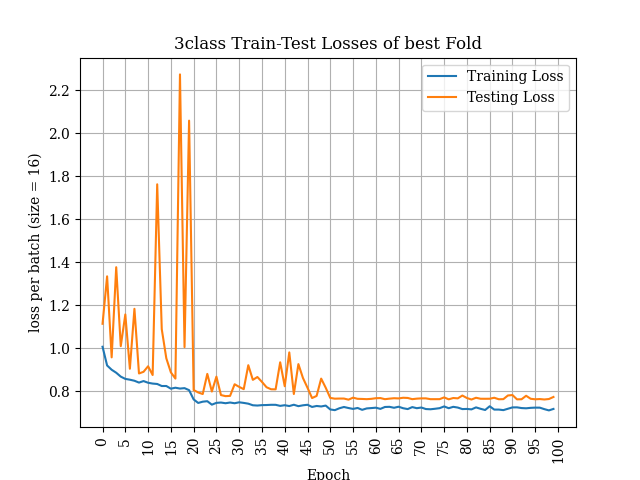 3class Train-Test Losses of best Fold
Training Loss
Testing Loss
loss per batch (size = 16)
2.2
2.0
1.8
1.6
1.4
1.2
1.0
0.8
0 5 10 15 20 25 30 35 40 45 50 55 60 65 70 75 80 85 90 95 100
Epoch